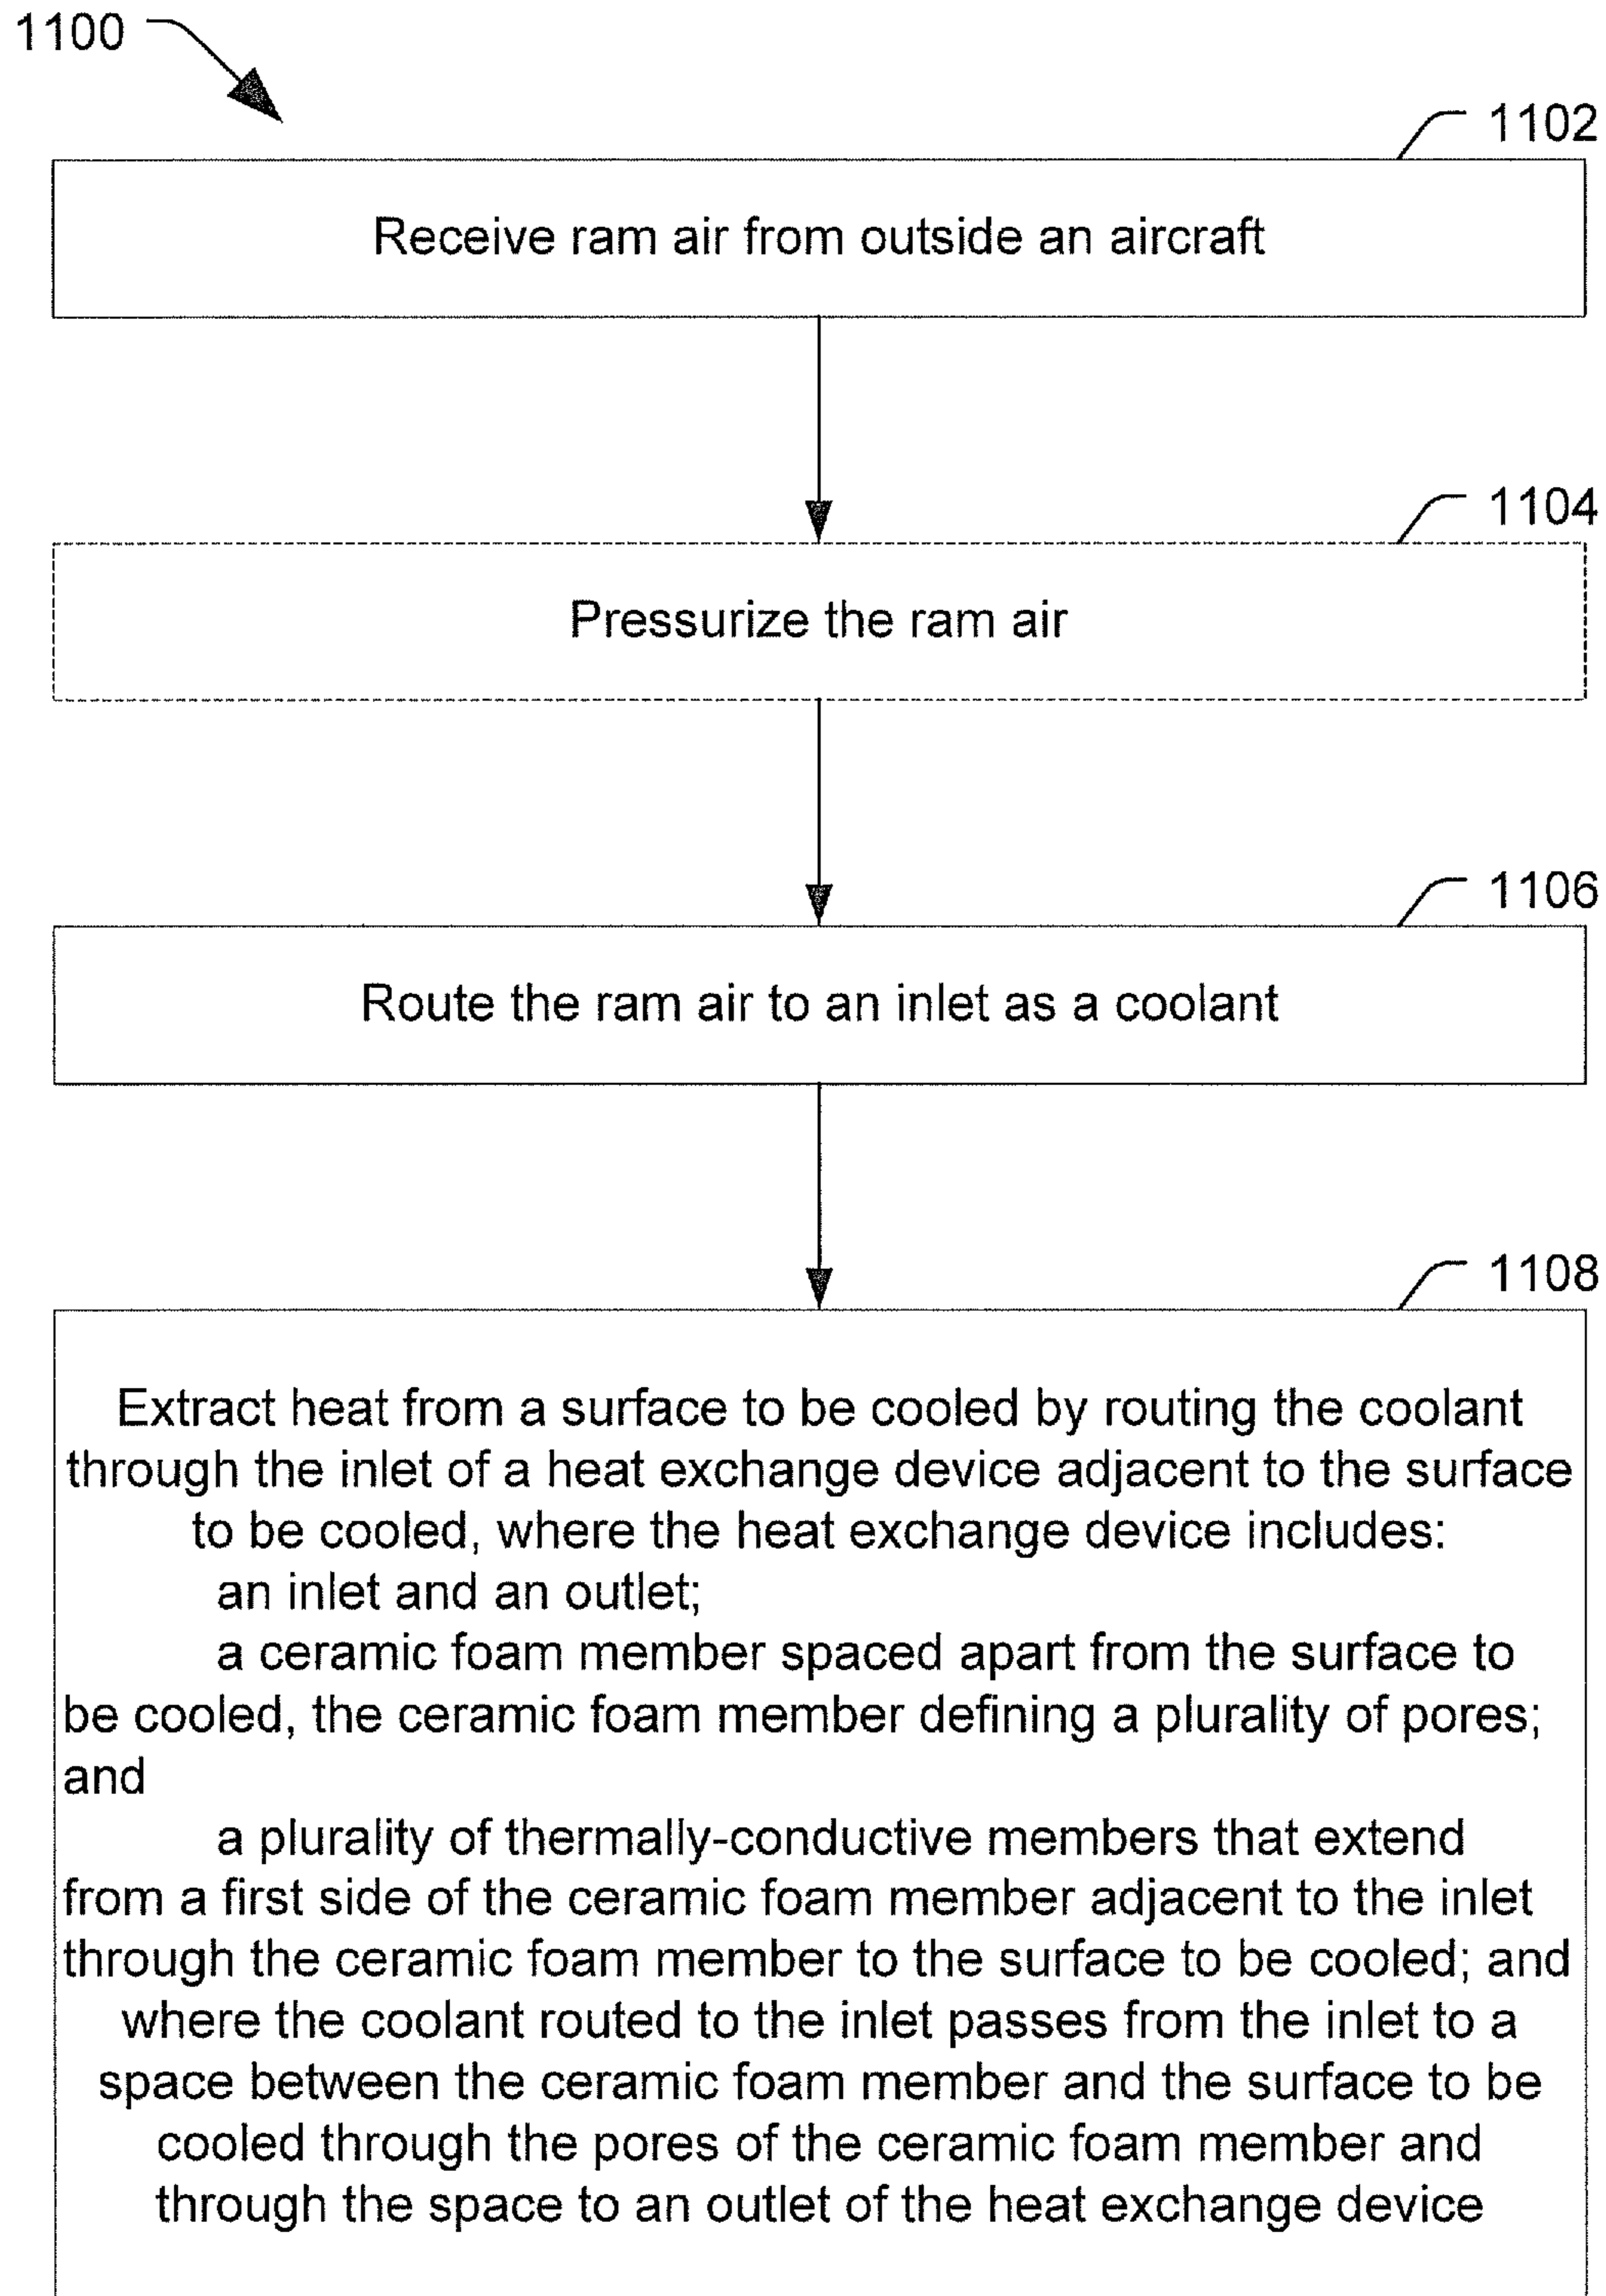 1100
1102
Receive ram air from outside an aircraft
1104
Pressurize the ram air
1106
Route the ram air to an inlet as a coolant
1108
Extract heat from a surface to be cooled by routing the coolant
through the inlet of a heat exchange device adjacent to the surface
to be cooled, where the heat exchange device includes:
an inlet and an outlet;
a ceramic foam member spaced apart from the surface to
be cooled, the ceramic foam member defining a plurality of pores;
and
a plurality of thermally-conductive members that extend
from a first side of the ceramic foam member adjacent to the inlet
through the ceramic foam member to the surface to be cooled; and
where the coolant routed to the inlet passes from the inlet to a
space between the ceramic foam member and the surface to be
cooled through the pores of the ceramic foam member and
through the space to an outlet of the heat exchange device